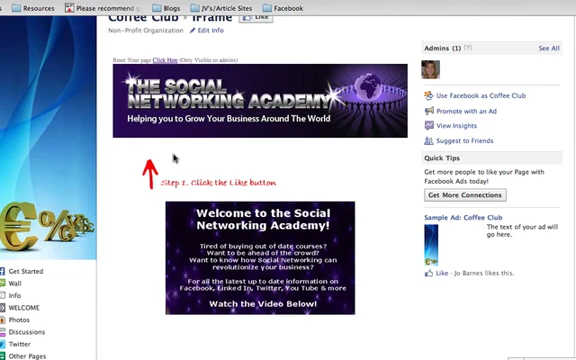 Resources
Please recommend
Blogs
JV's/Article Sites
Facebook
Coffee Club › iFrame
Like
Non-Profit Organization
Edit Info
Reset Your page Click Here (Only Visible to admins)
THE SOCIAL
NETWORKING ACADEMY
Helping you to Grow Your Business Around The World
Step 1. Click the Like button
Welcome to the Social
Networking Academy!
Tired of buying out of date courses?
Want to be ahead of the crowd?
Want to know how Social Networking can
revolutionize your business?
For all the latest up to date information on
Facebook, Linked In, Twitter, You Tube & more
Watch the Video Below!
€%$%
Get Started
Wall
Info
WELCOME
Photos
Discussions
Twitter
Other Pages
Admins (1) [?]
See All
Use Facebook as Coffee Club
Promote with an Ad
View Insights
Suggest to Friends
Quick Tips
Get more people to like your Page with
Facebook Ads today!
Get More Connections
Sample Ad: Coffee Club
The text of your ad will
go here.
Like · Jo Barnes likes this.